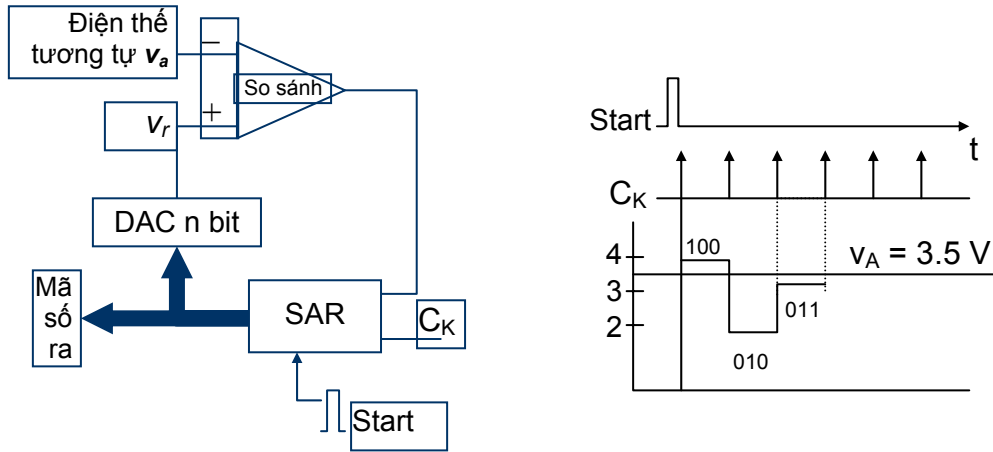 Điện thế
tương tự va
−
So sánh
+
vr
DAC n bit
Mã
số
ra
SAR
CK
Start
Start
t
CK
4
100
vA = 3.5 V
3
011
2
010